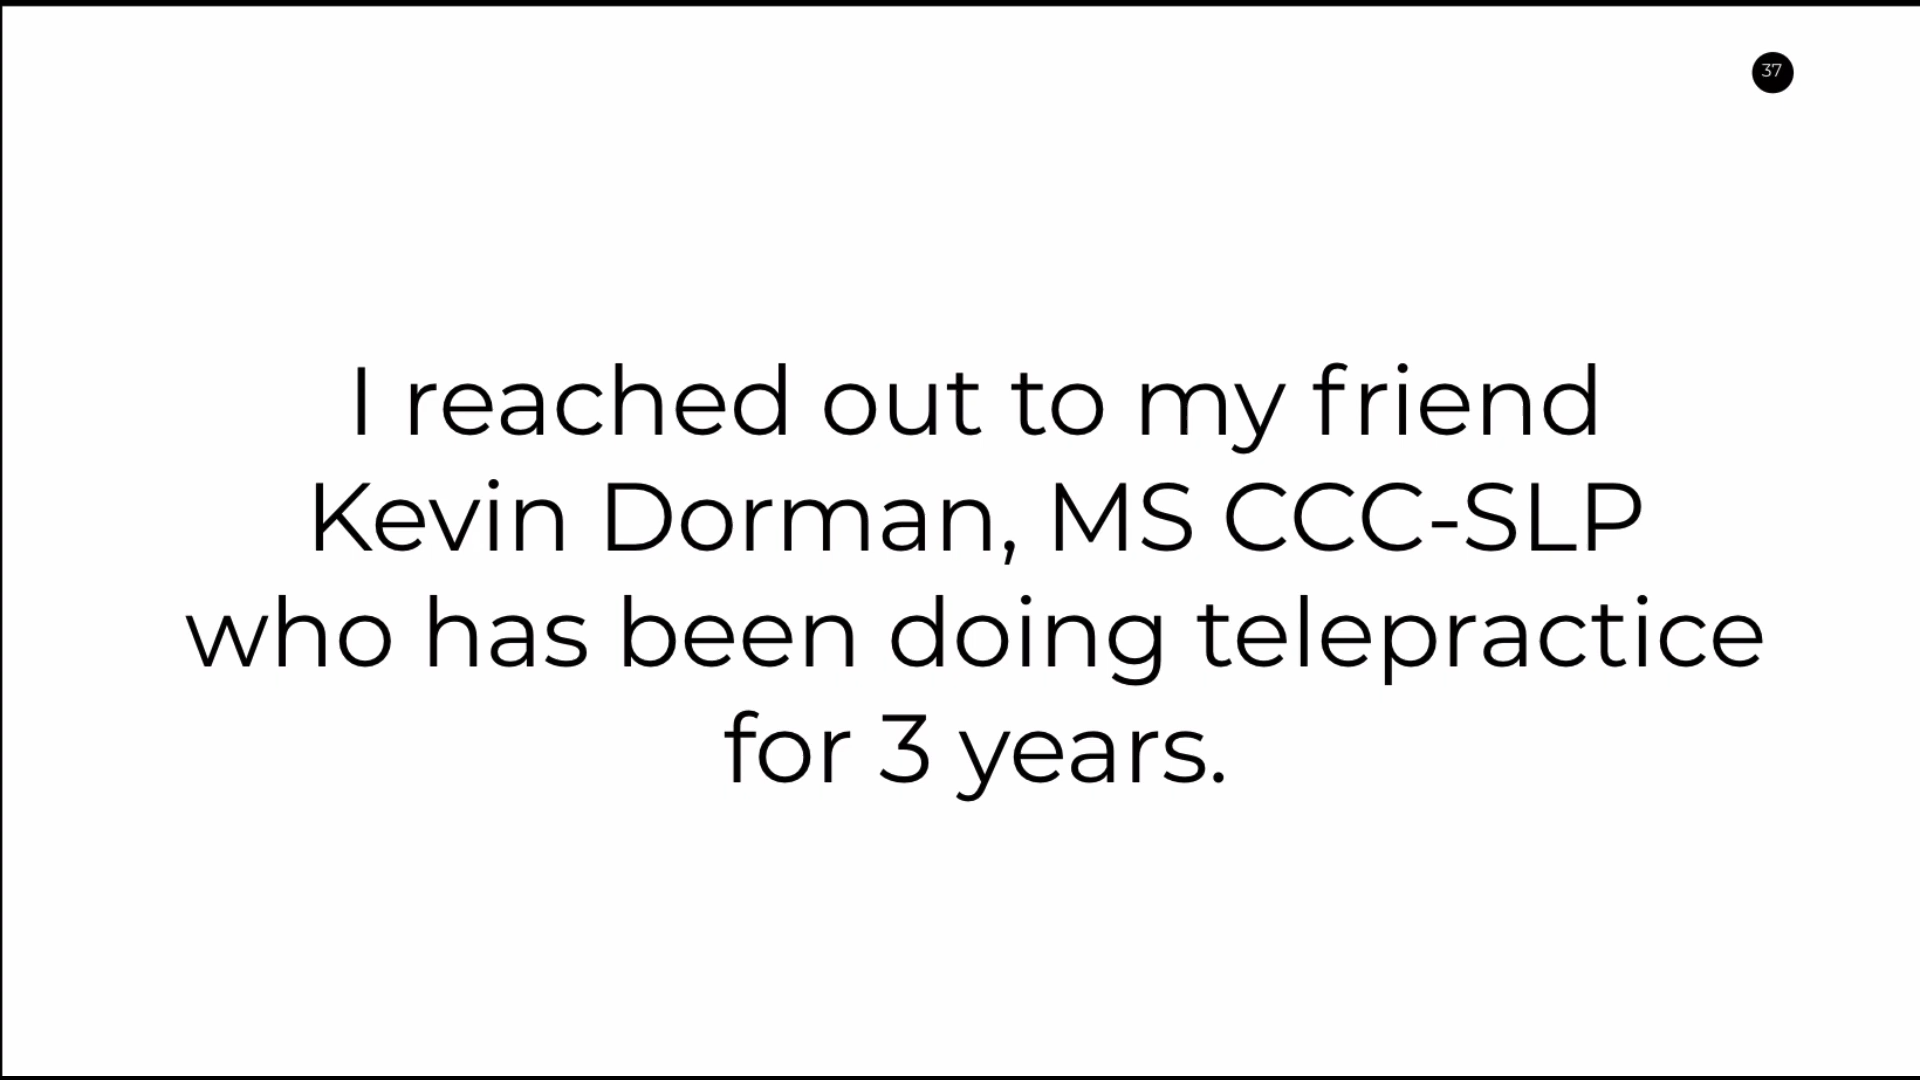 37
I reached out to my friend
Kevin Dorman, MS CCC-SLP
who has been doing telepractice
for 3 years.